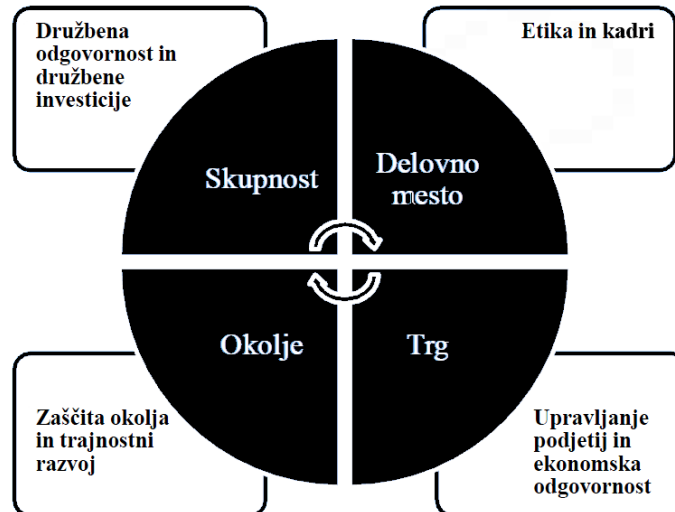 Družbena
odgovornost in
družbene
investicije
Etika in kadri
Skupnost
Delovno
mesto
Okolje
Trg
Zaščita okolja
in trajnostni
razvoj
Upravljanje
podjetij in
ekonomska
odgovornost